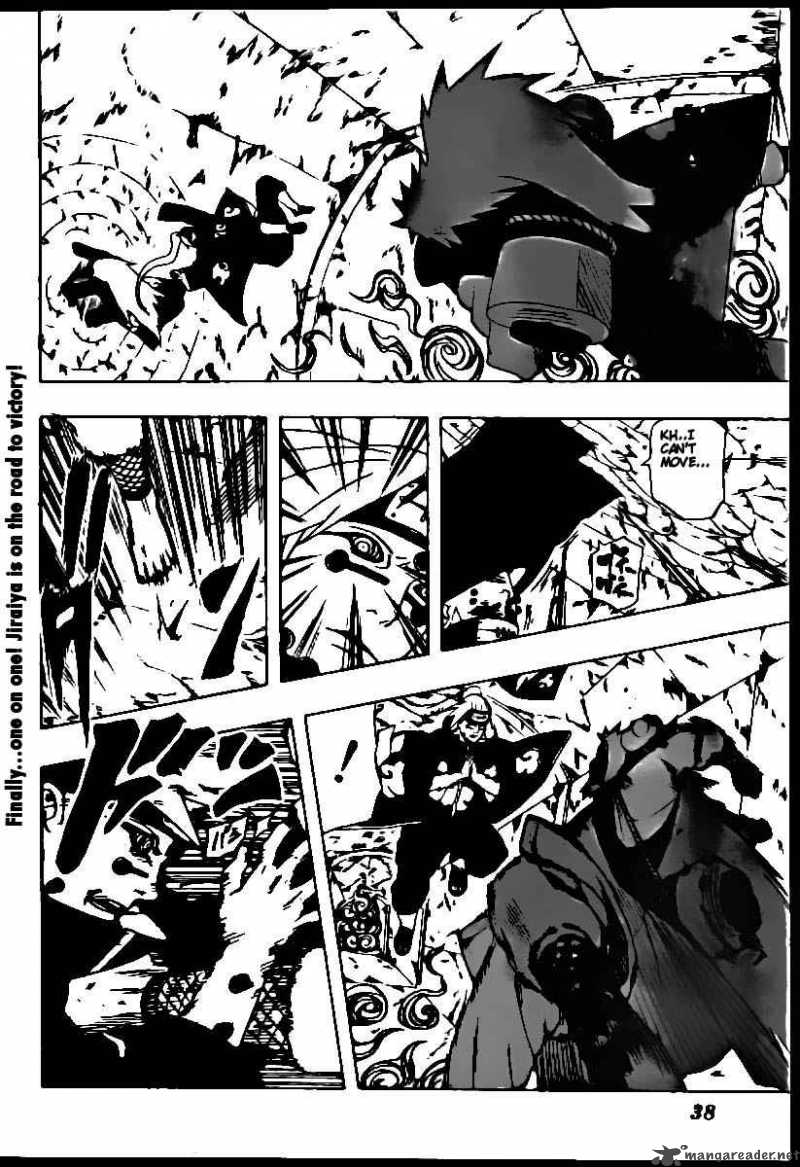 Finally...one on one! Jiraiya is on the road to victory!
KH..I
CAN'T
MOVE...
!
38
mangareader.net